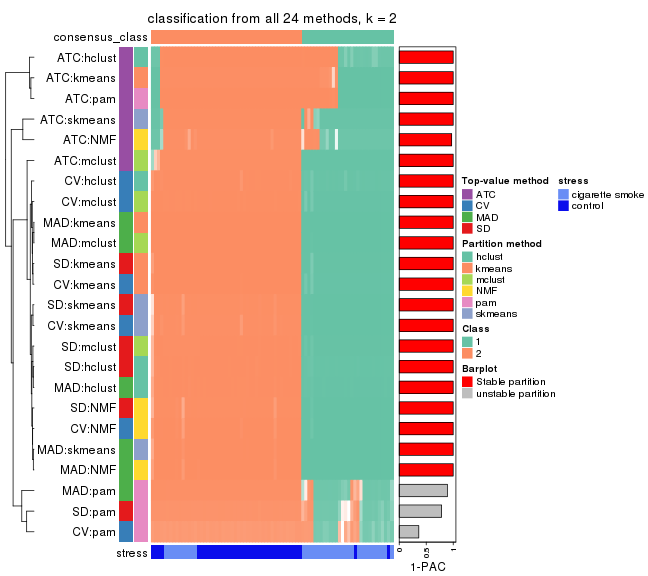 classification from all 24 methods, k = 2
consensus_class
ATC:hclust
ATC:kmeans
ATC:pam
ATC:skmeans
ATC:NMF
ATC:mclust
CV:hclust
CV:mclust
MAD:kmeans
MAD:mclust
SD:kmeans
CV:kmeans
SD:skmeans
CV:skmeans
SD:mclust
SD:hclust
MAD:hclust
SD:NMF
CV:NMF
MAD:skmeans
MAD:NMF
MAD:pam
SD:pam
CV:pam
stress
0
0.5
1
1-PAC
Top-value method
ATC
CV
MAD
SD
Partition method
hclust
kmeans
mclust
NMF
pam
skmeans
Class
1
2
Barplot
Stable partition
unstable partition
stress
cigarette smoke
control